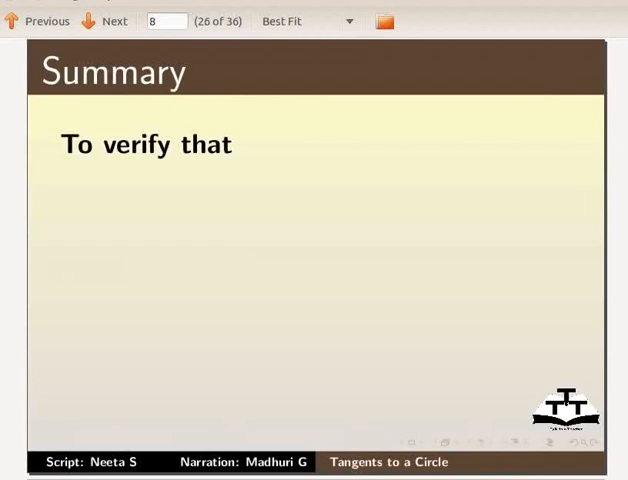 Previous Next 8 (26 of 36) Best Fit
Summary
To verify that
TTT
Script: Neeta S Narration: Madhuri G Tangents to a Circle